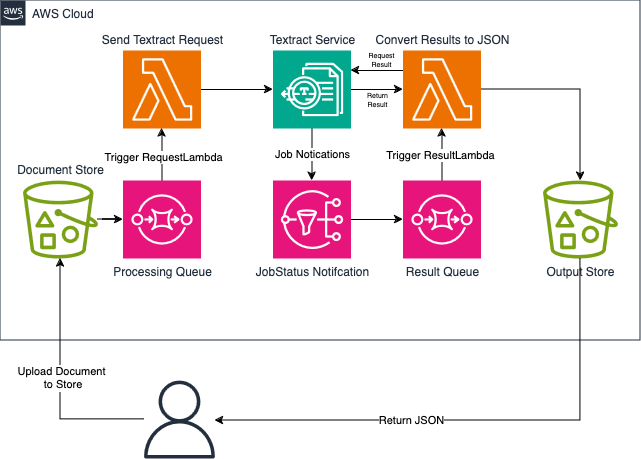 aws
AWS Cloud
Send Textract Request
Textract Service
Convert Results to JSON
Request
Result
Return
Result
Trigger RequestLambda
Job Notications
Trigger ResultLambda
Document Store
Processing Queue
JobStatus Notifcation
Result Queue
Output Store
Upload Document
to Store
Return JSON